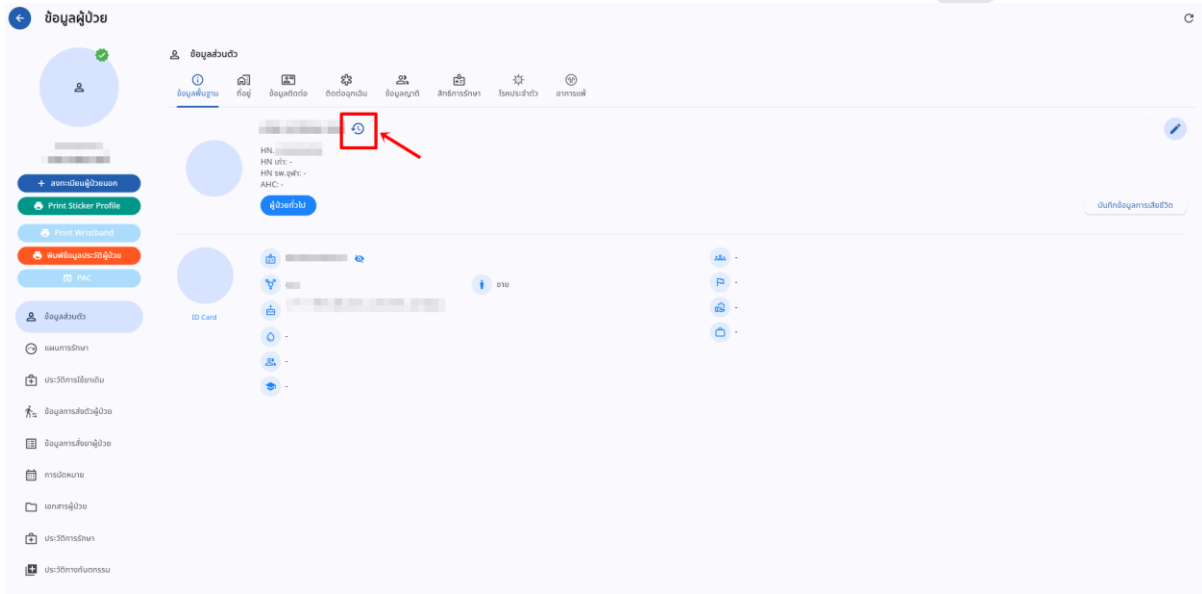 ข้อมูลผู้ป่วย
ข้อมูลส่วนตัว
ข้อมูลพื้นฐาน
ที่อยู่
ข้อมูลติดต่อ
ติดต่อฉุกเฉิน
ข้อมูลญาติ
สิทธิการรักษา
โรคประจำตัว
อาการแพ้
HN.
HN เก่า: -
HN รพ.จุฬา: -
AHC: -
ผู้ป่วยทั่วไป
บันทึกข้อมูลการเสียชีวิต
+ ลงทะเบียนผู้ป่วยนอก
Print Sticker Profile
Print Wristband
พิมพ์ข้อมูลประวัติผู้ป่วย
PAC
ID Card
ชาย
-
-
-
-
-
-
-
ข้อมูลส่วนตัว
แผนการรักษา
ประวัติการใช้ยาเดิม
ข้อมูลการส่งตัวผู้ป่วย
ข้อมูลการสั่งยาผู้ป่วย
การนัดหมาย
เอกสารผู้ป่วย
ประวัติการรักษา
ประวัติทางทันตกรรม